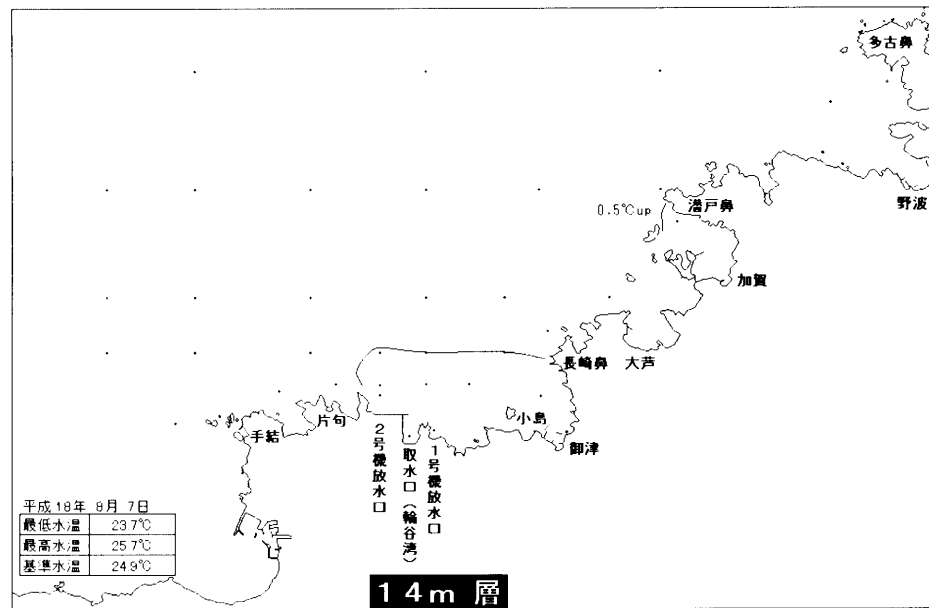 多古鼻
野波
0.5℃up
潜戸鼻
加賀
長崎鼻
大芦
小島
片句
手結
御津
2号機放水口
取水口（輪谷湾）
1号機放水口
平成18年 8月 7日
最低水温 23.7℃
最高水温 25.7℃
基準水温 24.9℃
14m 層